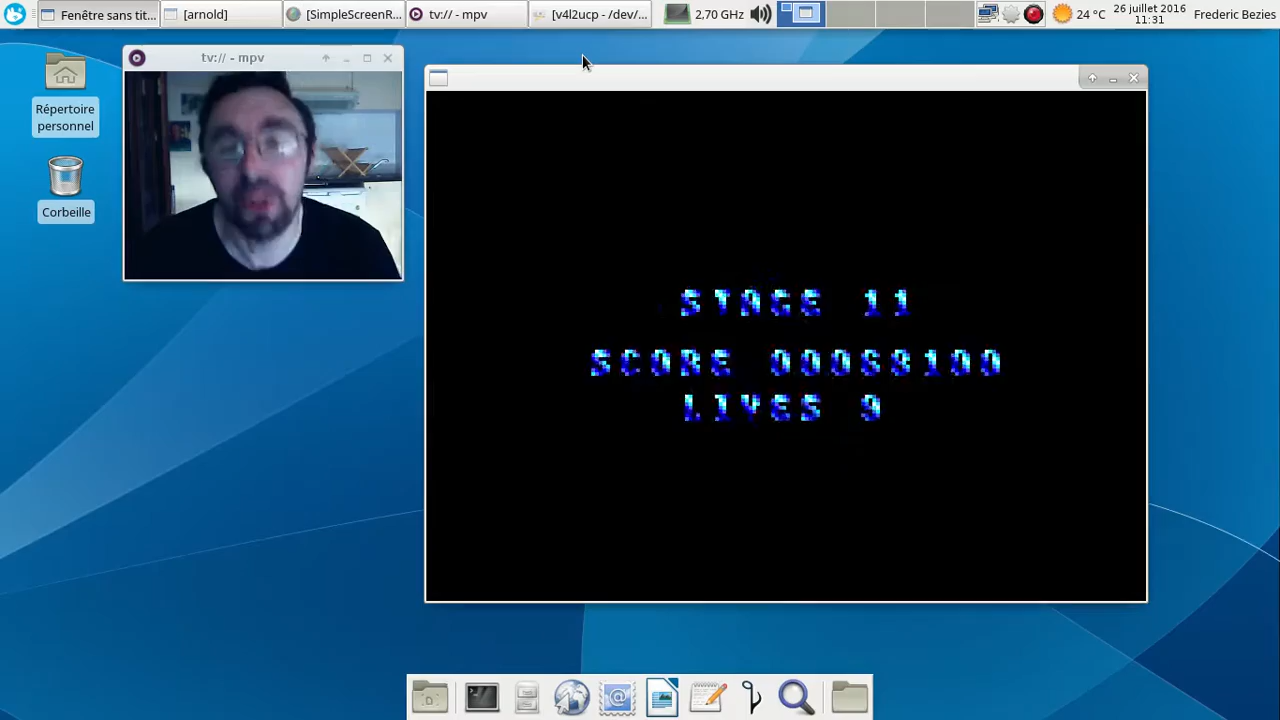 Fenêtre sans tit...
[arnold]
[SimpleScreenR...
tv:// - mpv
[v4l2ucp - /dev/...
2.70 GHz
24 °C
26 juillet 2016
11:31
Frederic Bezies
tv:// - mpv
Répertoire
personnel
Corbeille
STAGE 11
SCORE 00058100
LIVES 9